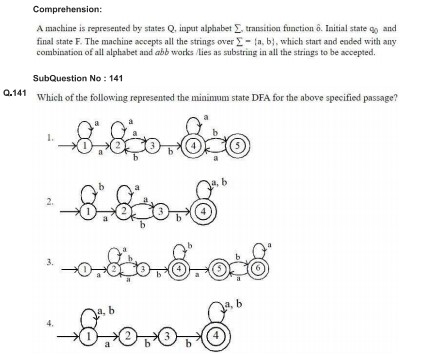 Comprehension:
A machine is represented by states Q, input alphabet ∑, transition function δ. Initial state q₀ and
final state F. The machine accepts all the strings over ∑ = {a, b}, which start and ended with any
combination of all alphabet and abb works /lies as substring in all the strings to be accepted.
SubQuestion No : 141
Q.141 Which of the following represented the minimum state DFA for the above specified passage?
a a a
a b
1. 1 2 3 4 5
a b b a
b a a, b
a
2. 1 2 3 4
a b b
a b b a
b
3. 1 2 3 4 5 6
a a b a a
a, b a, b
4. 1 2 3 4
a b b